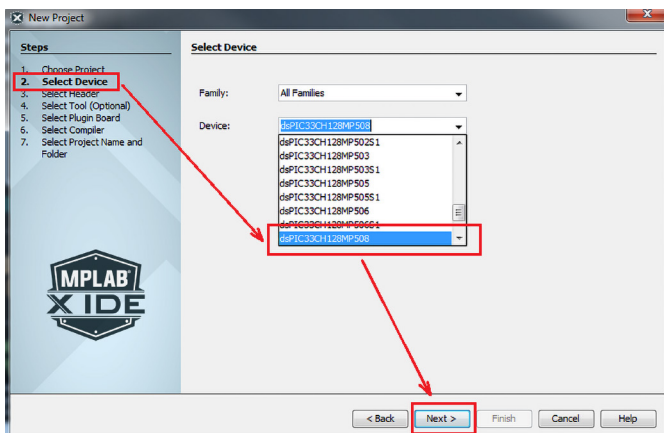 New Project
Steps
1. Choose Project
2. Select Device
3. Select Header
4. Select Tool (Optional)
5. Select Plugin Board
6. Select Compiler
7. Select Project Name and
Folder
MPLAB
X IDE
Select Device
Family: All Families
Device: dsPIC33CH128MP508
dsPIC33CH128MP502S1
dsPIC33CH128MP503
dsPIC33CH128MP503S1
dsPIC33CH128MP505
dsPIC33CH128MP505S1
dsPIC33CH128MP506
dsPIC33CH128MP506S1
dsPIC33CH128MP508
< Back Next > Finish Cancel Help